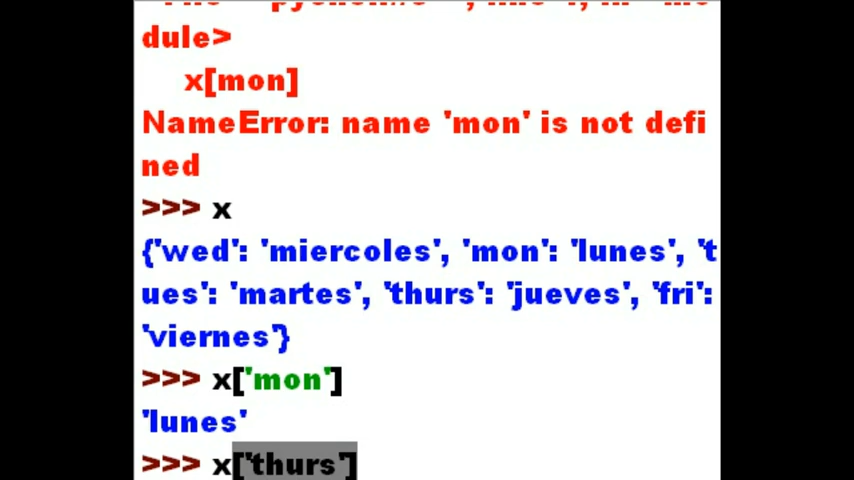 dule>
x[mon]
NameError: name 'mon' is not defi
ned
>>> x
{'wed': 'miercoles', 'mon': 'lunes', 't
ues': 'martes', 'thurs': 'jueves', 'fri':
'viernes'}
>>> x['mon']
'lunes'
>>> x['thurs']